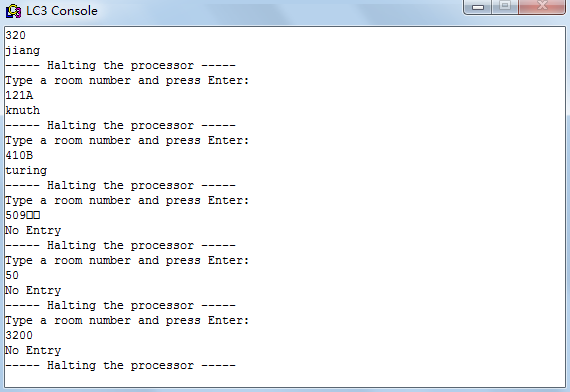 LC3 Console
320
jiang
----- Halting the processor -----
Type a room number and press Enter:
121A
knuth
----- Halting the processor -----
Type a room number and press Enter:
410B
turing
----- Halting the processor -----
Type a room number and press Enter:
509□□
No Entry
----- Halting the processor -----
Type a room number and press Enter:
50
No Entry
----- Halting the processor -----
Type a room number and press Enter:
3200
No Entry
----- Halting the processor -----